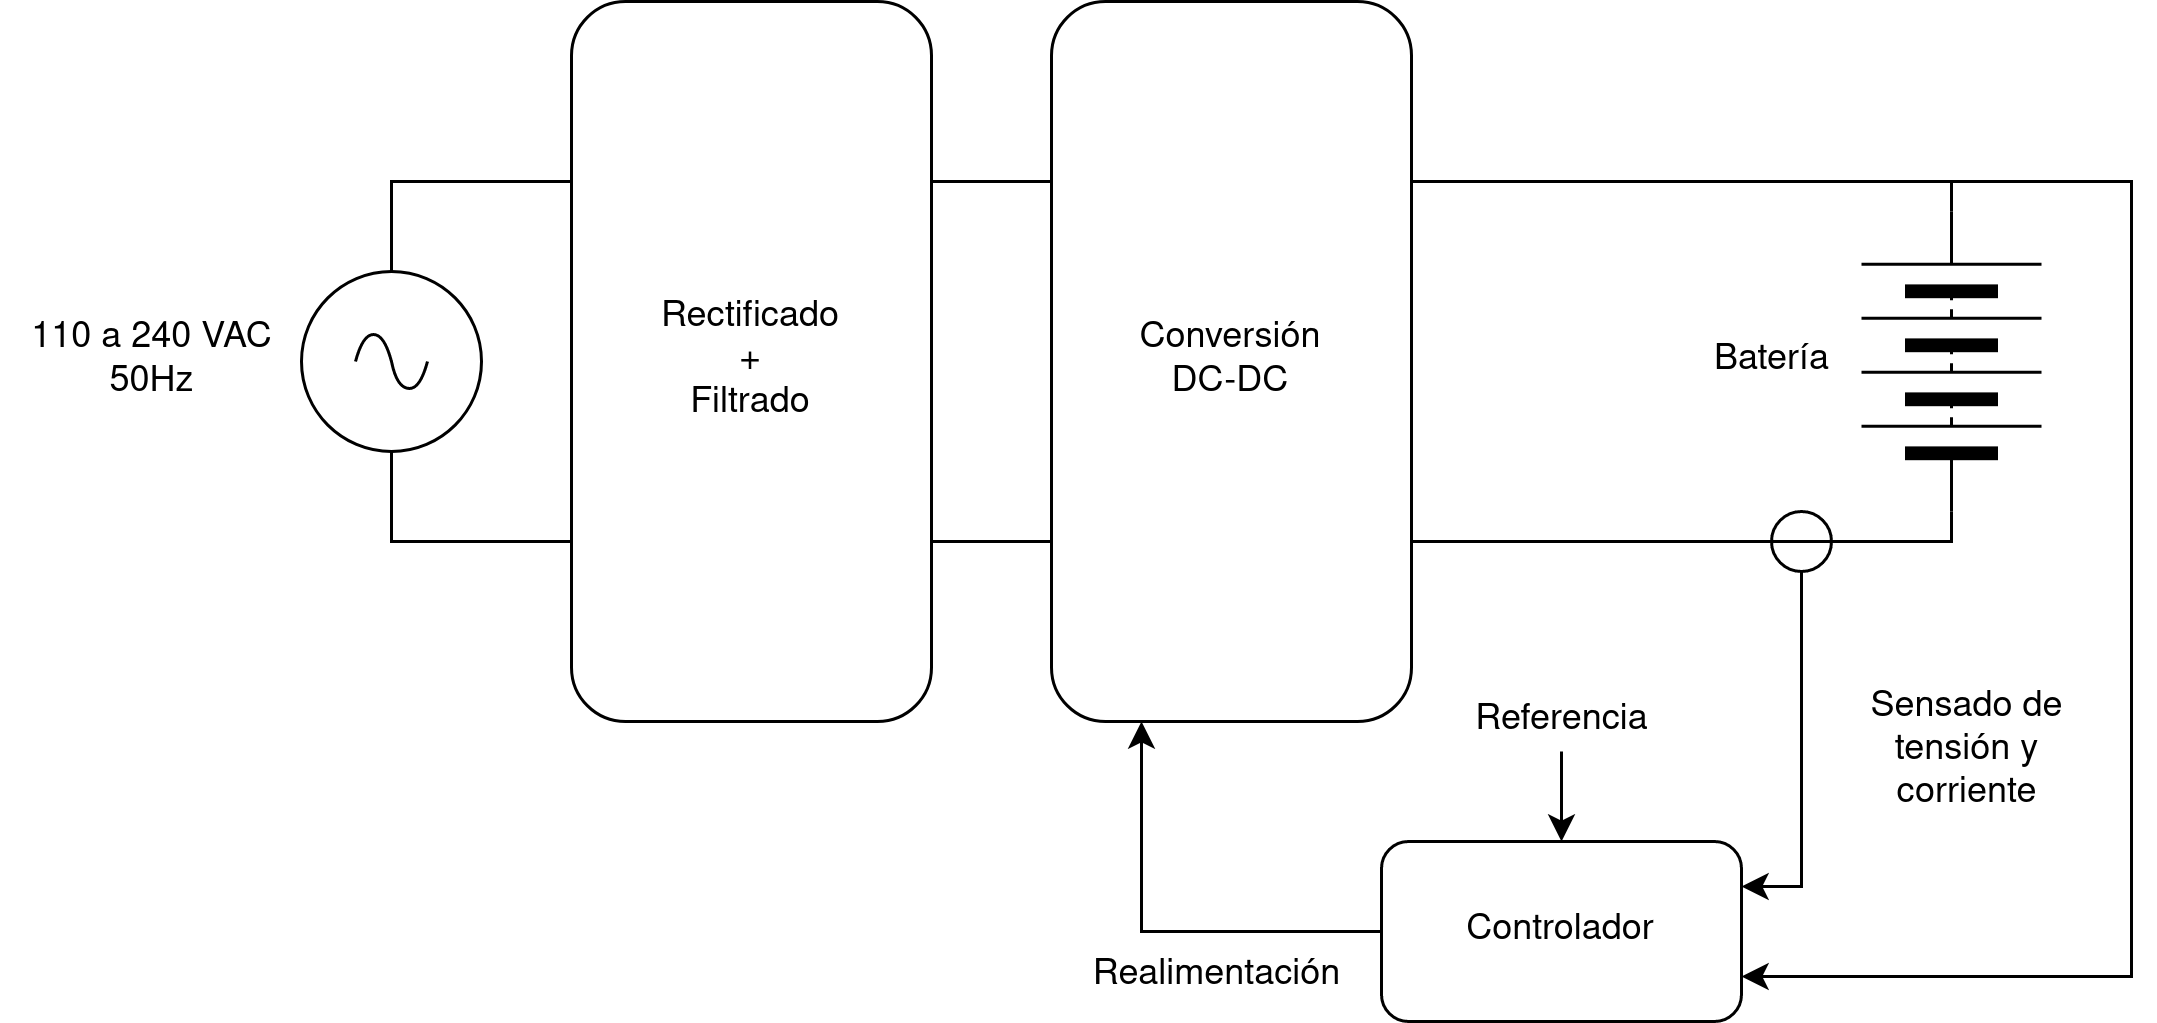 110 a 240 VAC
50Hz
Rectificado
+
Filtrado
Conversión
DC-DC
Batería
Referencia
Sensado de
tensión y
corriente
Controlador
Realimentación